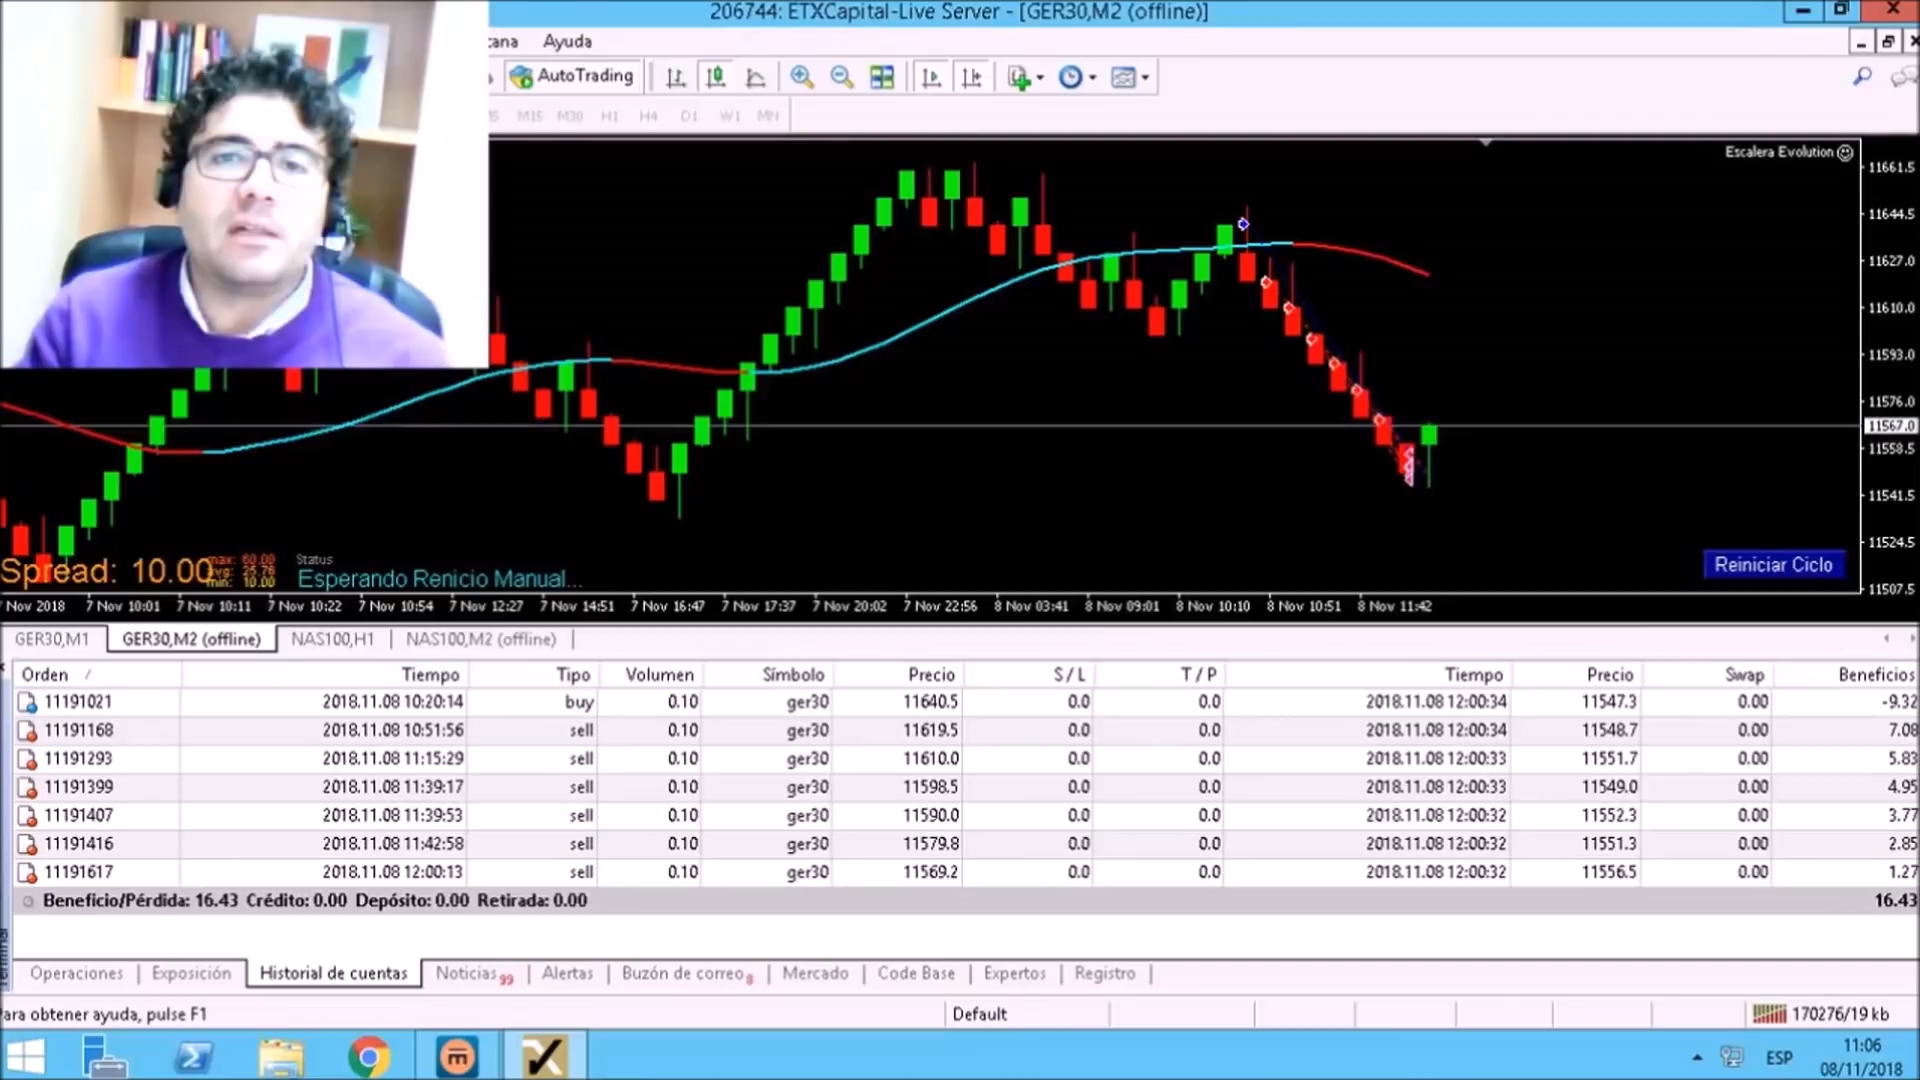 206744: ETXCapital-Live Server - [GER30,M2 (offline)]
Ayuda
AutoTrading
M15 M30 H1 H4 D1 W1 MN
Escalera Evolution
11661.5
11644.5
11627.0
11610.0
11593.0
11576.0
11567.0
11558.5
11541.5
11524.5
11507.5
Spread: 10.00
max: 60.00
avg: 25.76
min: 10.00
Status
Esperando Renicio Manual...
Reiniciar Ciclo
Nov 2018 7 Nov 10:01 7 Nov 10:11 7 Nov 10:22 7 Nov 10:54 7 Nov 12:27 7 Nov 14:51 7 Nov 16:47 7 Nov 17:37 7 Nov 20:02 7 Nov 22:56 8 Nov 03:41 8 Nov 09:01 8 Nov 10:10 8 Nov 10:51 8 Nov 11:42
GER30,M1 GER30,M2 (offline) NAS100,H1 NAS100,M2 (offline)
Orden / Tiempo Tipo Volumen Símbolo Precio S / L T / P Tiempo Precio Swap Beneficios
11191021 2018.11.08 10:20:14 buy 0.10 ger30 11640.5 0.0 0.0 2018.11.08 12:00:34 11547.3 0.00 -9.32
11191168 2018.11.08 10:51:56 sell 0.10 ger30 11619.5 0.0 0.0 2018.11.08 12:00:34 11548.7 0.00 7.08
11191293 2018.11.08 11:15:29 sell 0.10 ger30 11610.0 0.0 0.0 2018.11.08 12:00:33 11551.7 0.00 5.83
11191399 2018.11.08 11:39:17 sell 0.10 ger30 11598.5 0.0 0.0 2018.11.08 12:00:33 11549.0 0.00 4.95
11191407 2018.11.08 11:39:53 sell 0.10 ger30 11590.0 0.0 0.0 2018.11.08 12:00:32 11552.3 0.00 3.77
11191416 2018.11.08 11:42:58 sell 0.10 ger30 11579.8 0.0 0.0 2018.11.08 12:00:32 11551.3 0.00 2.85
11191617 2018.11.08 12:00:13 sell 0.10 ger30 11569.2 0.0 0.0 2018.11.08 12:00:32 11556.5 0.00 1.27
Beneficio/Pérdida: 16.43 Crédito: 0.00 Depósito: 0.00 Retirada: 0.00 16.43
Operaciones Exposición Historial de cuentas Noticias 99 Alertas Buzón de correo 8 Mercado Code Base Expertos Registro
ara obtener ayuda, pulse F1 Default 170276/19 kb
ESP
11:06
08/11/2018